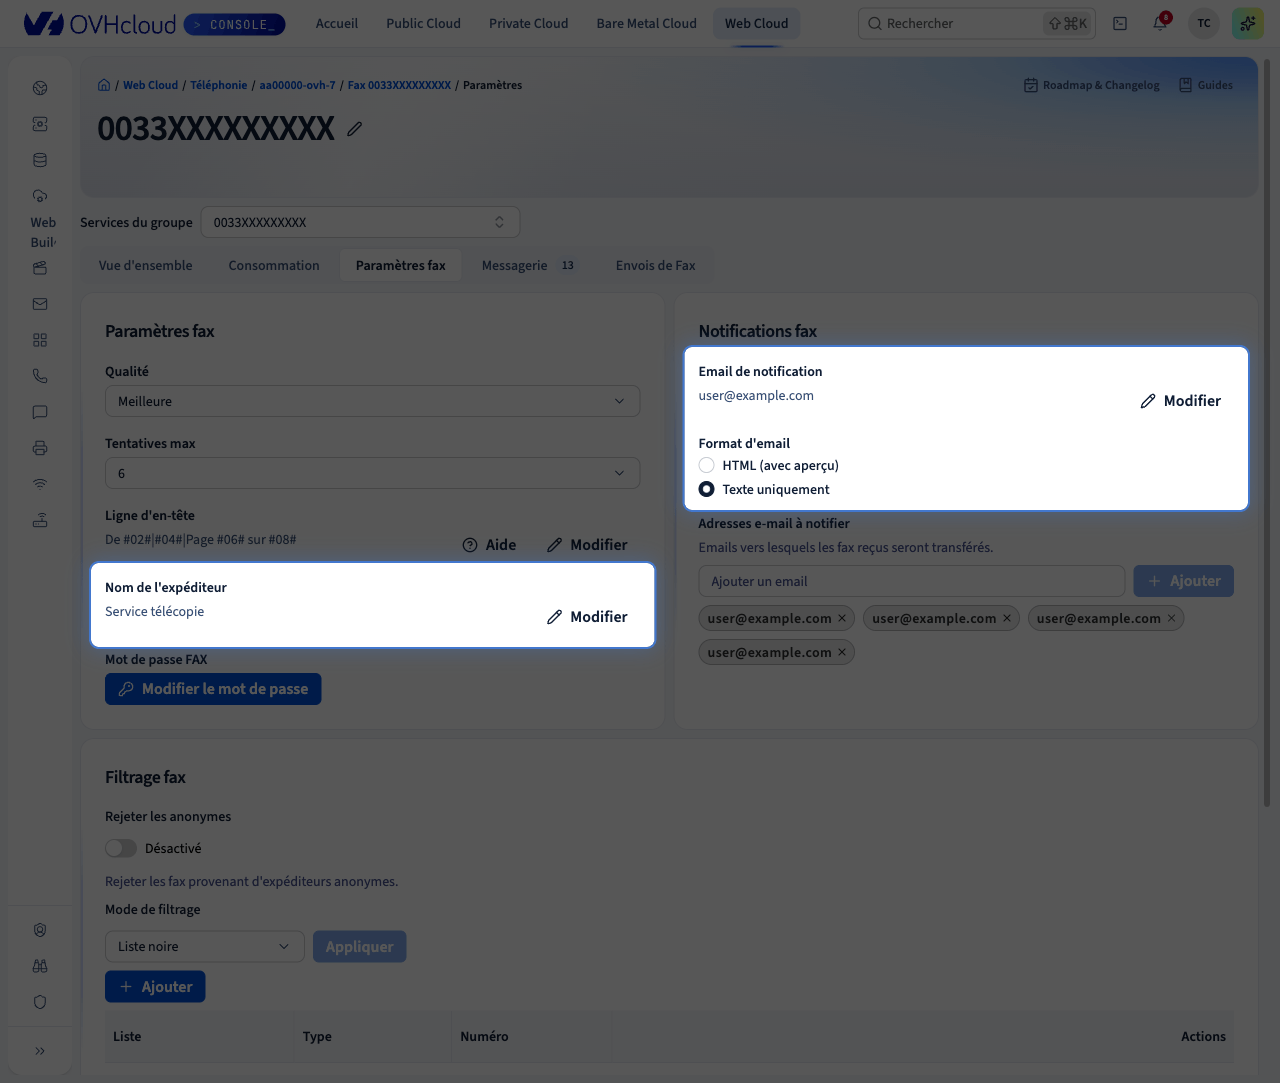 OVHcloud > CONSOLE_ Accueil Public Cloud Private Cloud Bare Metal Cloud Web Cloud Rechercher ⇧⌘K 8 TC
/ Web Cloud / Téléphonie / aa00000-ovh-7 / Fax 0033XXXXXXXXX / Paramètres Roadmap & Changelog Guides
0033XXXXXXXXX
Services du groupe 0033XXXXXXXXX
Web
Buil
Vue d'ensemble Consommation Paramètres fax Messagerie 13 Envois de Fax
Paramètres fax
Qualité
Meilleure
Tentatives max
6
Ligne d'en-tête
De #02#|#04#|Page #06# sur #08#
Aide Modifier
Nom de l'expéditeur
Service télécopie
Modifier
Mot de passe FAX
Modifier le mot de passe
Notifications fax
Email de notification
user@example.com
Modifier
Format d'email
HTML (avec aperçu)
Texte uniquement
Adresses e-mail à notifier
Emails vers lesquels les fax reçus seront transférés.
Ajouter un email + Ajouter
user@example.com × user@example.com × user@example.com ×
user@example.com ×
Filtrage fax
Rejeter les anonymes
Désactivé
Rejeter les fax provenant d'expéditeurs anonymes.
Mode de filtrage
Liste noire Appliquer
+ Ajouter
Liste Type Numéro Actions